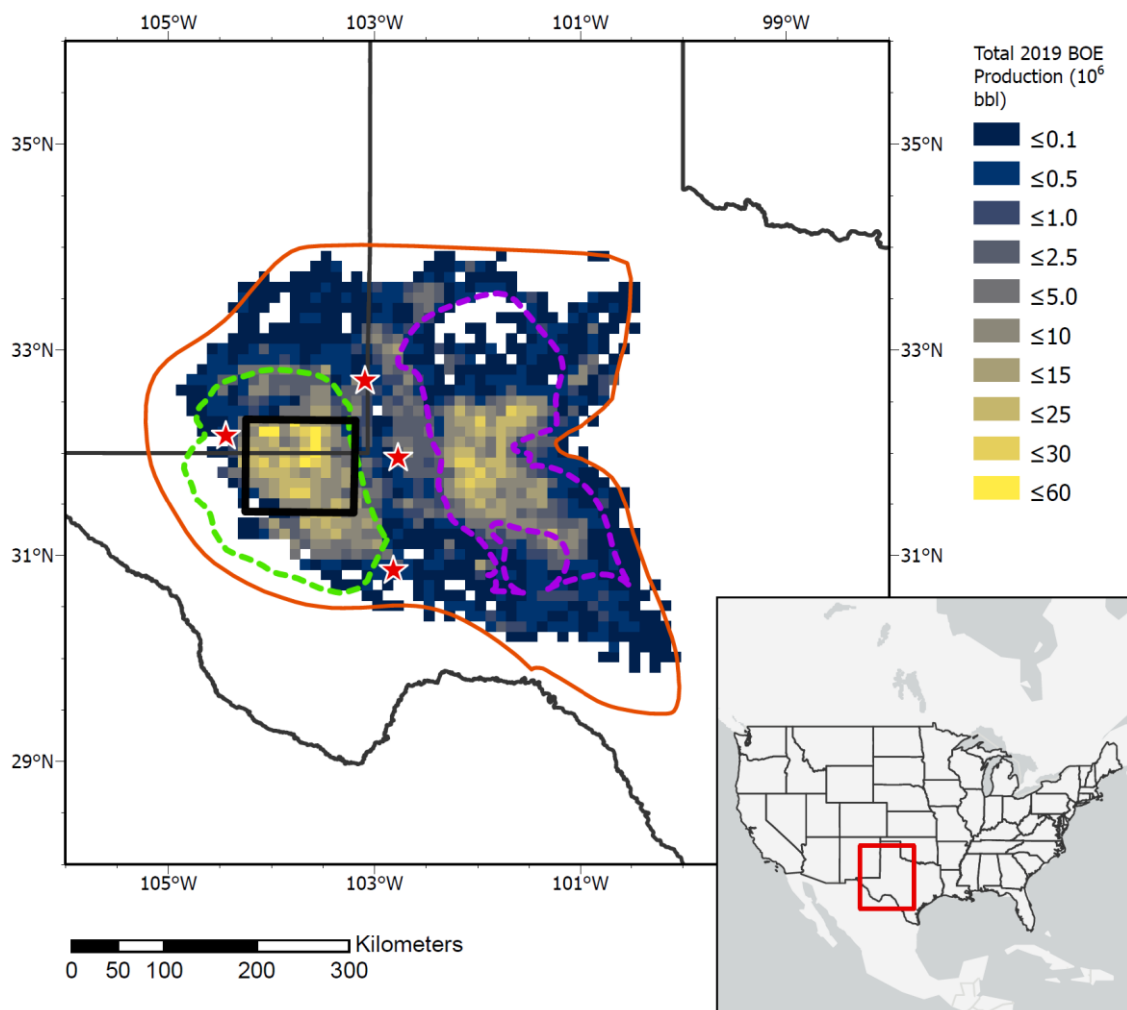 105°W 103°W 101°W 99°W
Total 2019 BOE
Production (10⁶
bbl)
≤0.1
≤0.5
≤1.0
≤2.5
≤5.0
≤10
≤15
≤25
≤30
≤60
35°N 35°N
33°N 33°N
31°N 31°N
29°N
105°W 103°W 101°W
Kilometers
0 50 100 200 300